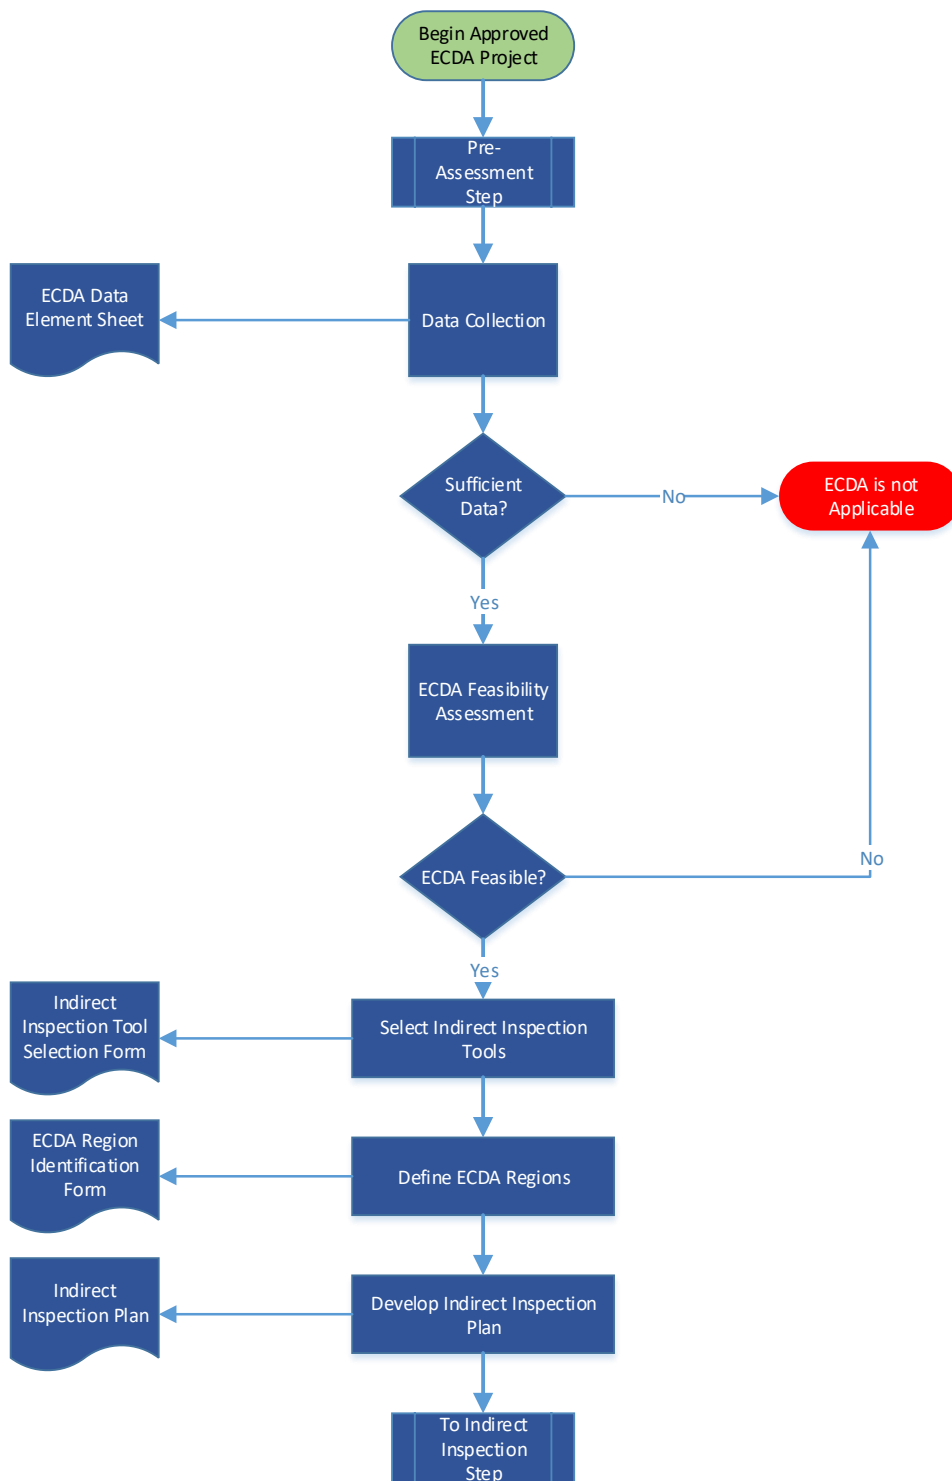 Begin Approved
ECDA Project
Pre-
Assessment
Step
ECDA Data
Element Sheet
Data Collection
Sufficient
Data?
No
ECDA is not
Applicable
Yes
ECDA Feasibility
Assessment
ECDA Feasible?
No
Yes
Indirect
Inspection Tool
Selection Form
Select Indirect Inspection
Tools
ECDA Region
Identification
Form
Define ECDA Regions
Indirect
Inspection Plan
Develop Indirect Inspection
Plan
To Indirect
Inspection
Step